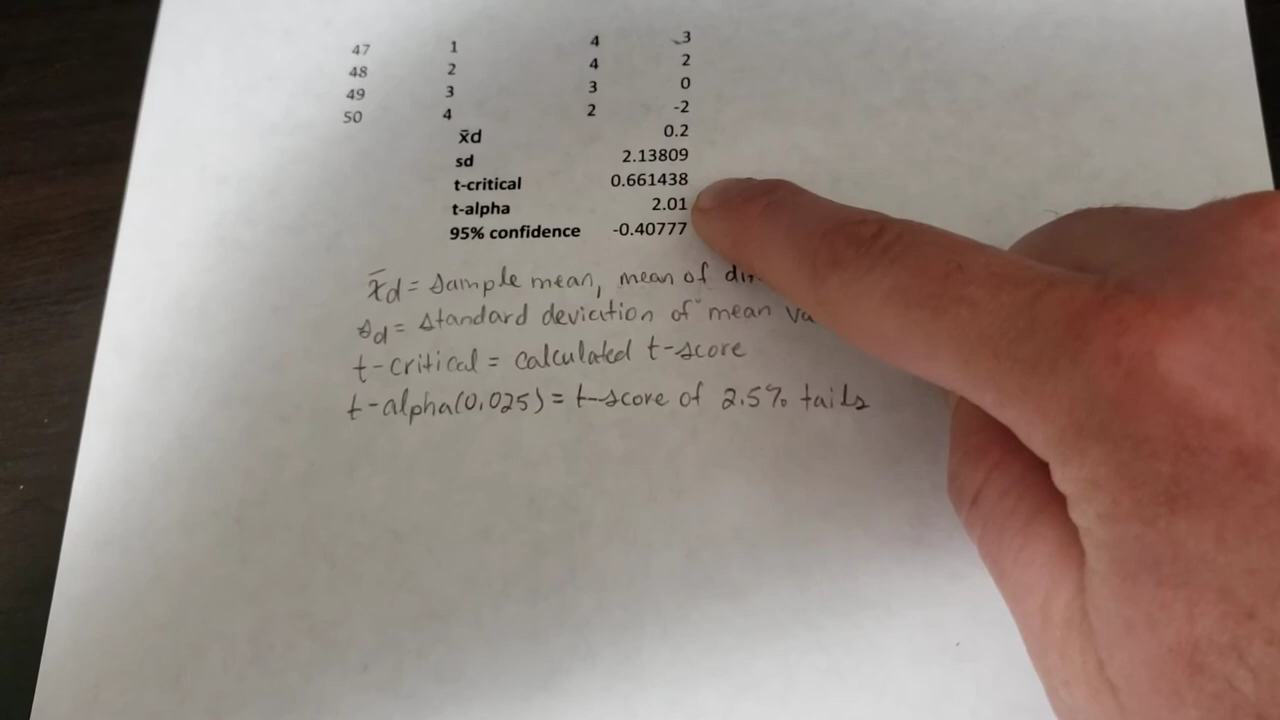 47 1 4 3
48 2 4 2
49 3 3 0
50 4 2 -2
x̄d 0.2
sd 2.13809
t-critical 0.661438
t-alpha 2.01
95% confidence -0.40777
x̄d = Sample mean, mean of
sd = standard deviation of mean
t-critical = calculated t-score
t-alpha(0.025) = t-score of 2.5% tails